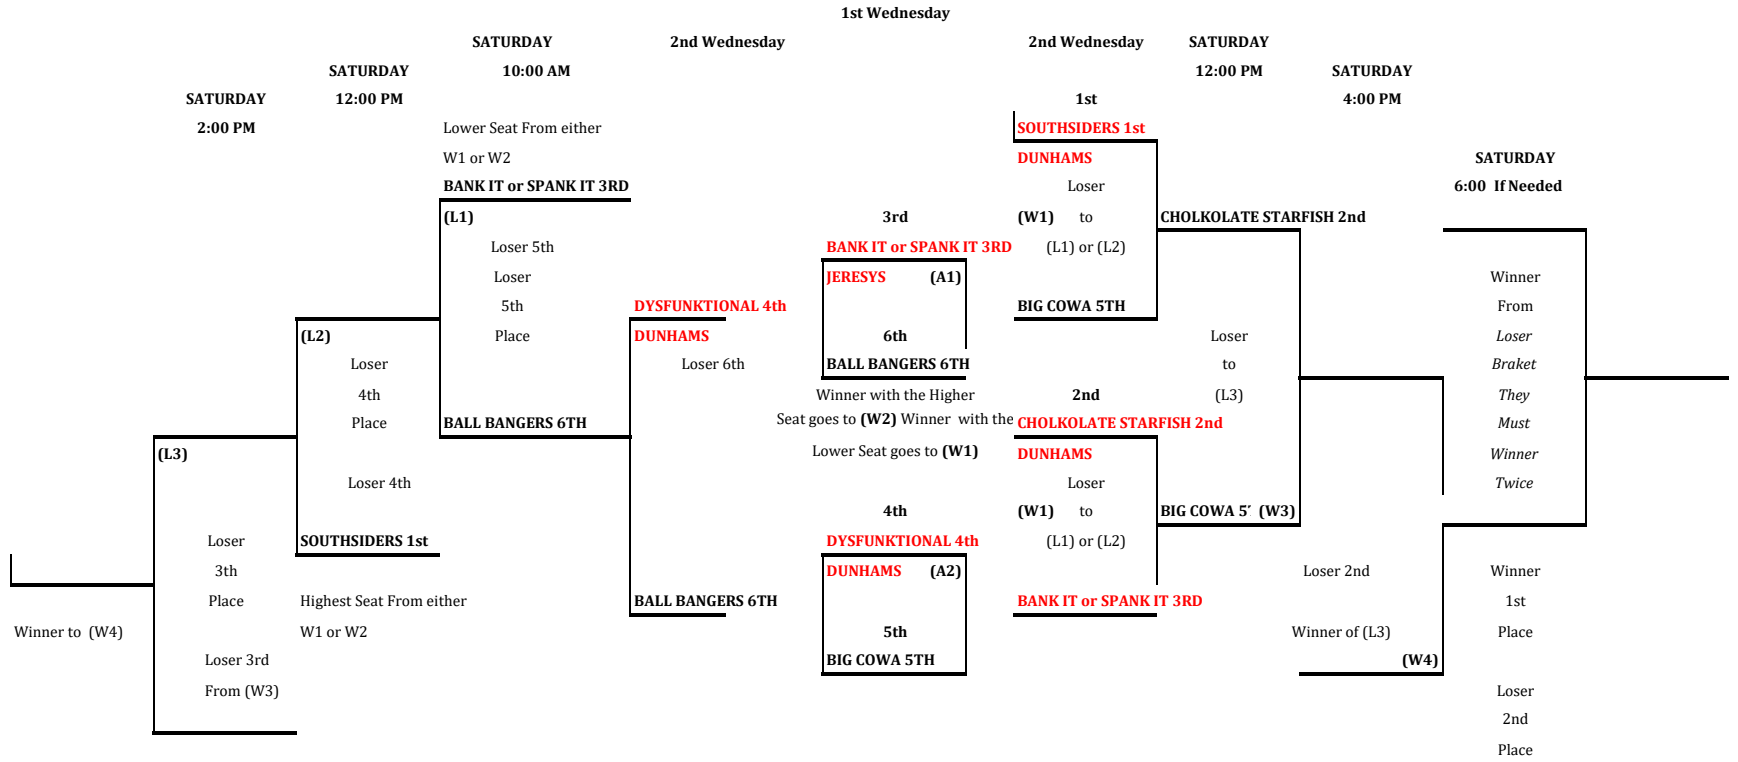 1st Wednesday
SATURDAY 2nd Wednesday 2nd Wednesday SATURDAY
SATURDAY 10:00 AM 12:00 PM SATURDAY
SATURDAY 12:00 PM 1st 4:00 PM
2:00 PM Lower Seat From either SOUTHSIDERS 1st
W1 or W2 DUNHAMS SATURDAY
BANK IT or SPANK IT 3RD Loser 6:00 If Needed
(L1) 3rd (W1) to CHOLKOLATE STARFISH 2nd
Loser 5th BANK IT or SPANK IT 3RD (L1) or (L2)
Loser JERESYS (A1) Winner
5th DYSFUNKTIONAL 4th BIG COWA 5TH From
(L2) Place DUNHAMS 6th Loser Loser
Loser Loser 6th BALL BANGERS 6TH to Braket
4th Winner with the Higher 2nd (L3) They
Place BALL BANGERS 6TH Seat goes to (W2) Winner with the CHOLKOLATE STARFISH 2nd Must
(L3) Lower Seat goes to (W1) DUNHAMS Winner
Loser 4th Loser Twice
4th (W1) to BIG COWA 5 (W3)
Loser SOUTHSIDERS 1st DYSFUNKTIONAL 4th (L1) or (L2)
3th DUNHAMS (A2) Loser 2nd Winner
Place Highest Seat From either BALL BANGERS 6TH BANK IT or SPANK IT 3RD 1st
Winner to (W4) W1 or W2 5th Winner of (L3) Place
Loser 3rd BIG COWA 5TH (W4)
From (W3) Loser
2nd
Place